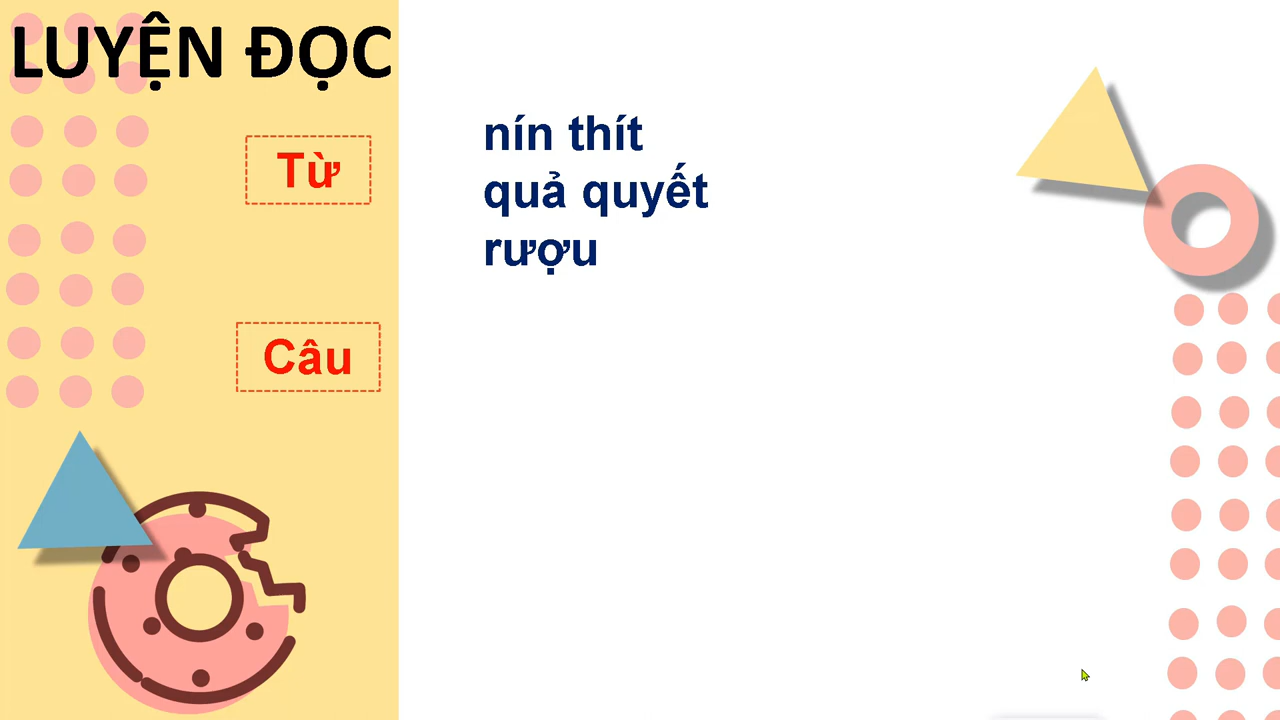 LUYỆN ĐỌC
Từ
nín thít
quả quyết
rượu
Câu